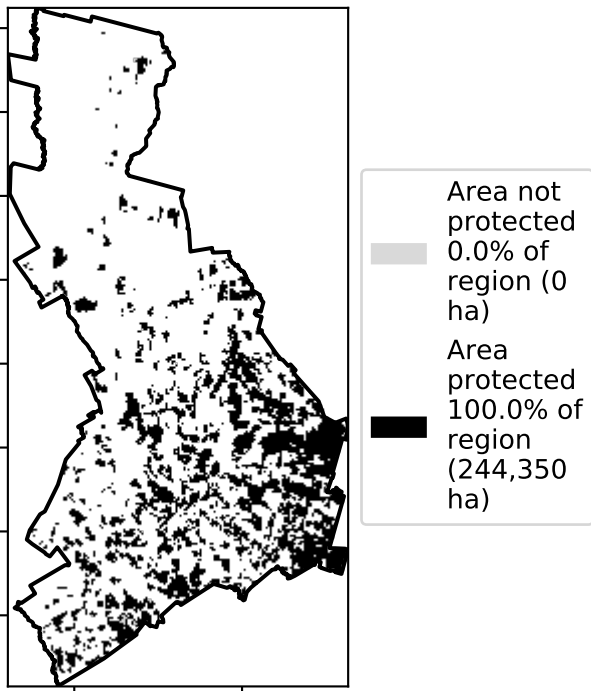 Area not
protected
0.0% of
region (0
ha)
Area
protected
100.0% of
region
(244,350
ha)